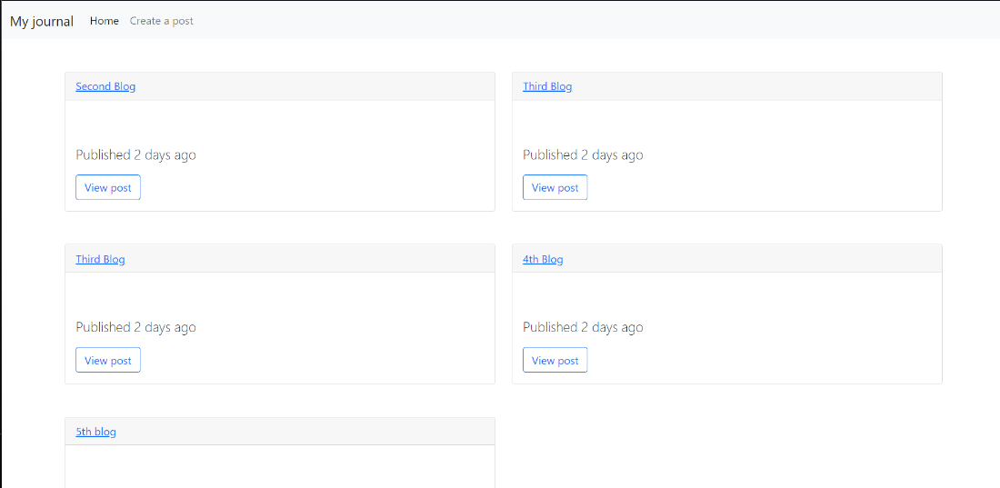 My journal Home Create a post
Second Blog
Published 2 days ago
View post
Third Blog
Published 2 days ago
View post
Third Blog
Published 2 days ago
View post
4th Blog
Published 2 days ago
View post
5th blog